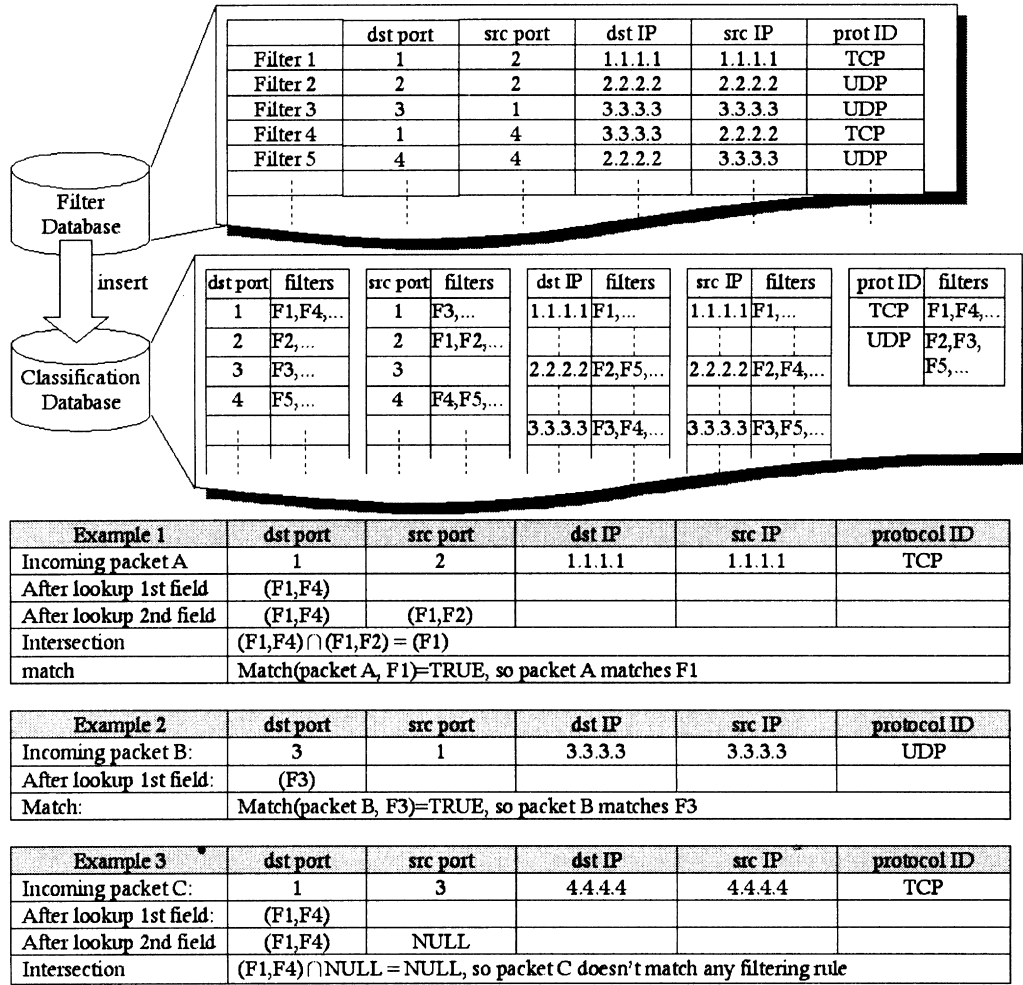 dst port src port dst IP src IP prot ID
Filter 1 1 2 1.1.1.1 1.1.1.1 TCP
Filter 2 2 2 2.2.2.2 2.2.2.2 UDP
Filter 3 3 1 3.3.3.3 3.3.3.3 UDP
Filter 4 1 4 3.3.3.3 2.2.2.2 TCP
Filter 5 4 4 2.2.2.2 3.3.3.3 UDP
Filter
Database
insert
Classification
Database
dst port filters
1 F1,F4,...
2 F2,...
3 F3,...
4 F5,...
src port filters
1 F3,...
2 F1,F2,...
3
4 F4,F5,...
dst IP filters
1.1.1.1 F1,...
2.2.2.2 F2,F5,...
3.3.3.3 F3,F4,...
src IP filters
1.1.1.1 F1,...
2.2.2.2 F2,F4,...
3.3.3.3 F3,F5,...
prot ID filters
TCP F1,F4,...
UDP F2,F3,
F5,...
Example 1 dst port src port dst IP src IP protocol ID
Incoming packet A 1 2 1.1.1.1 1.1.1.1 TCP
After lookup 1st field (F1,F4)
After lookup 2nd field (F1,F4) (F1,F2)
Intersection (F1,F4)∩(F1,F2) = (F1)
match Match(packet A, F1)=TRUE, so packet A matches F1
Example 2 dst port src port dst IP src IP protocol ID
Incoming packet B: 3 1 3.3.3.3 3.3.3.3 UDP
After lookup 1st field: (F3)
Match: Match(packet B, F3)=TRUE, so packet B matches F3
Example 3 dst port src port dst IP src IP protocol ID
Incoming packet C: 1 3 4.4.4.4 4.4.4.4 TCP
After lookup 1st field: (F1,F4)
After lookup 2nd field (F1,F4) NULL
Intersection (F1,F4)∩NULL = NULL, so packet C doesn't match any filtering rule